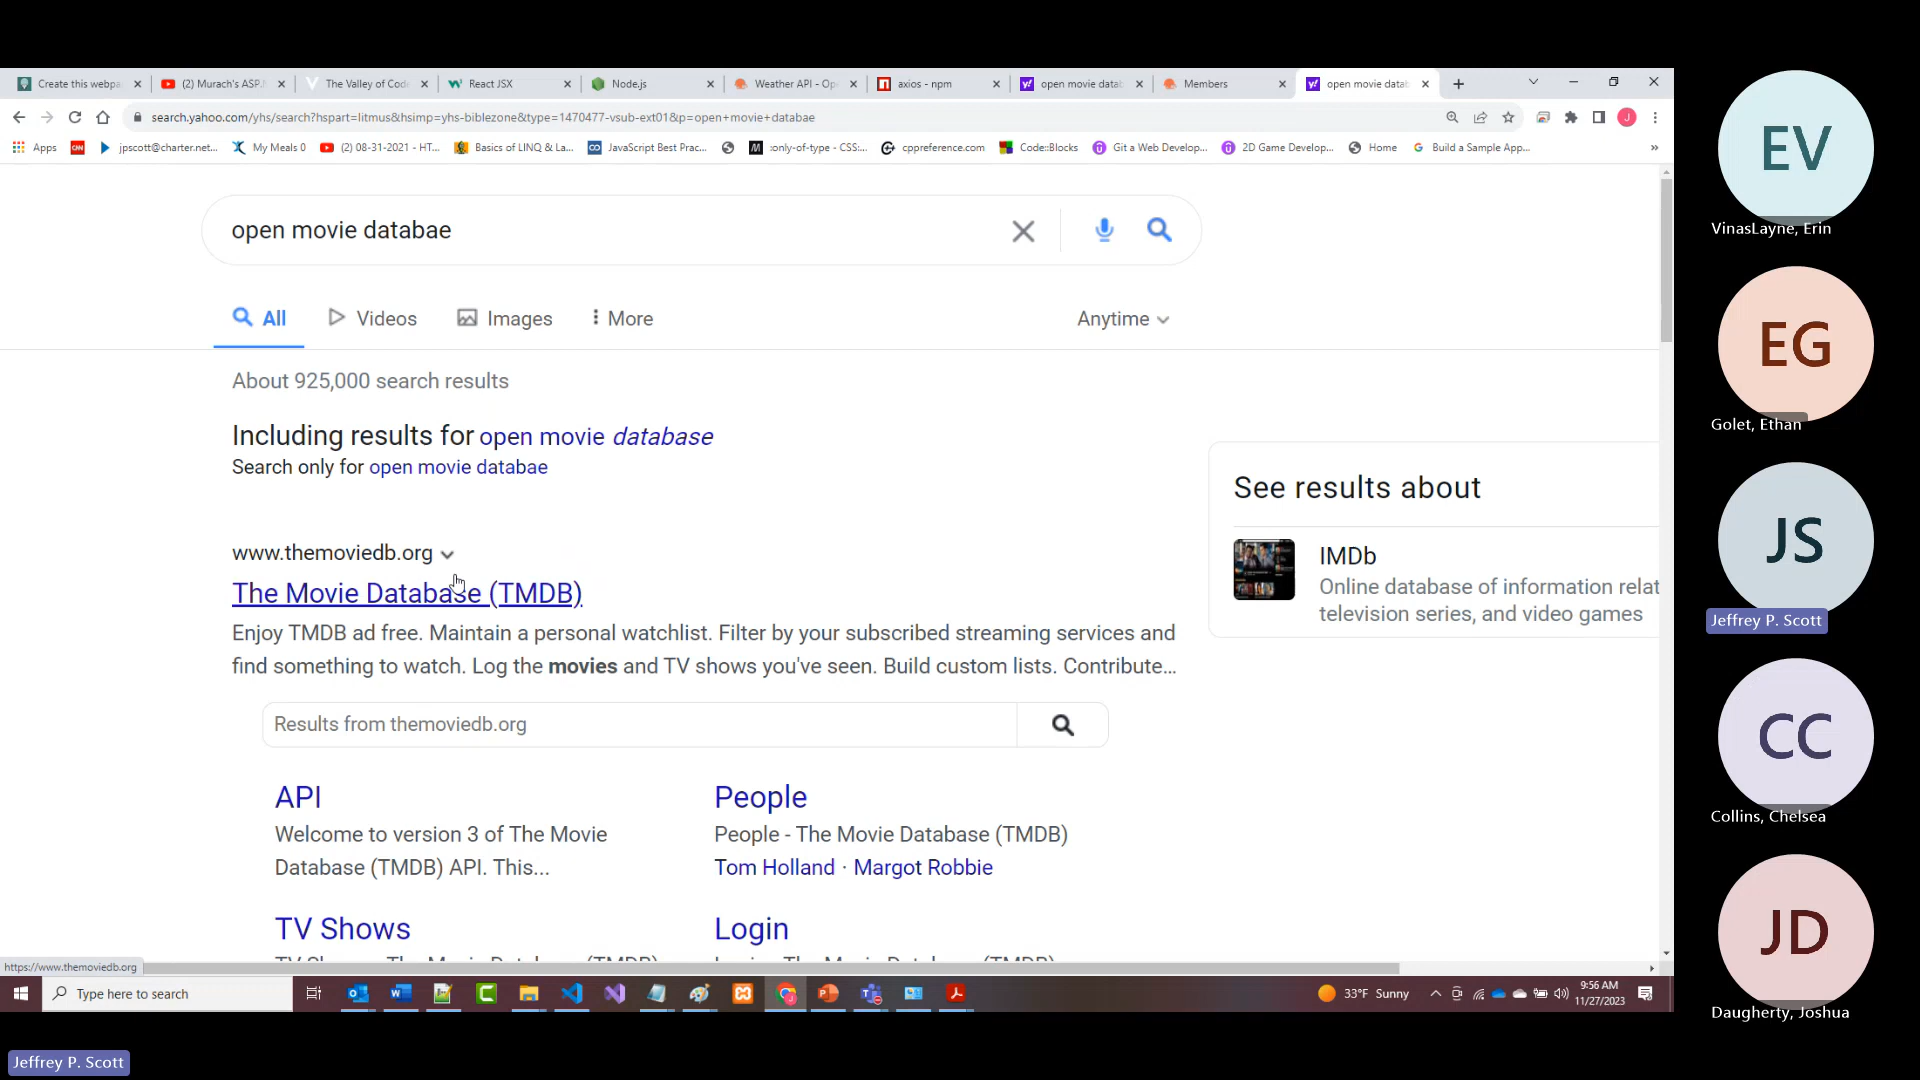 Create this webpa
(2) Murach's ASP.
The Valley of Code
React JSX
Node.js
Weather API - Op
axios - npm
open movie datab
Members
open movie datab
search.yahoo.com/yhs/search?hspart=litmus&hsimp=yhs-biblezone&type=1470477-vsub-ext01&p=open+movie+databae
J
Apps
CNN
jpscott@charter.net...
My Meals 0
(2) 08-31-2021 - HT...
Basics of LINQ & La...
JavaScript Best Prac...
:only-of-type - CSS:...
cppreference.com
Code::Blocks
Git a Web Develop...
2D Game Develop...
Home
Build a Sample App...
»
open movie databae
All
Videos
Images
More
Anytime
About 925,000 search results
Including results for open movie database
Search only for open movie databae
www.themoviedb.org
The Movie Database (TMDB)
Enjoy TMDB ad free. Maintain a personal watchlist. Filter by your subscribed streaming services and
find something to watch. Log the movies and TV shows you've seen. Build custom lists. Contribute...
Results from themoviedb.org
API
Welcome to version 3 of The Movie
Database (TMDB) API. This...
People
People - The Movie Database (TMDB)
Tom Holland · Margot Robbie
TV Shows
Login
See results about
IMDb
Online database of information relat
television series, and video games
https://www.themoviedb.org
Type here to search
33°F Sunny
9:56 AM
11/27/2023
EV
VinasLayne, Erin
EG
Golet, Ethan
JS
Jeffrey P. Scott
CC
Collins, Chelsea
JD
Daugherty, Joshua
Jeffrey P. Scott